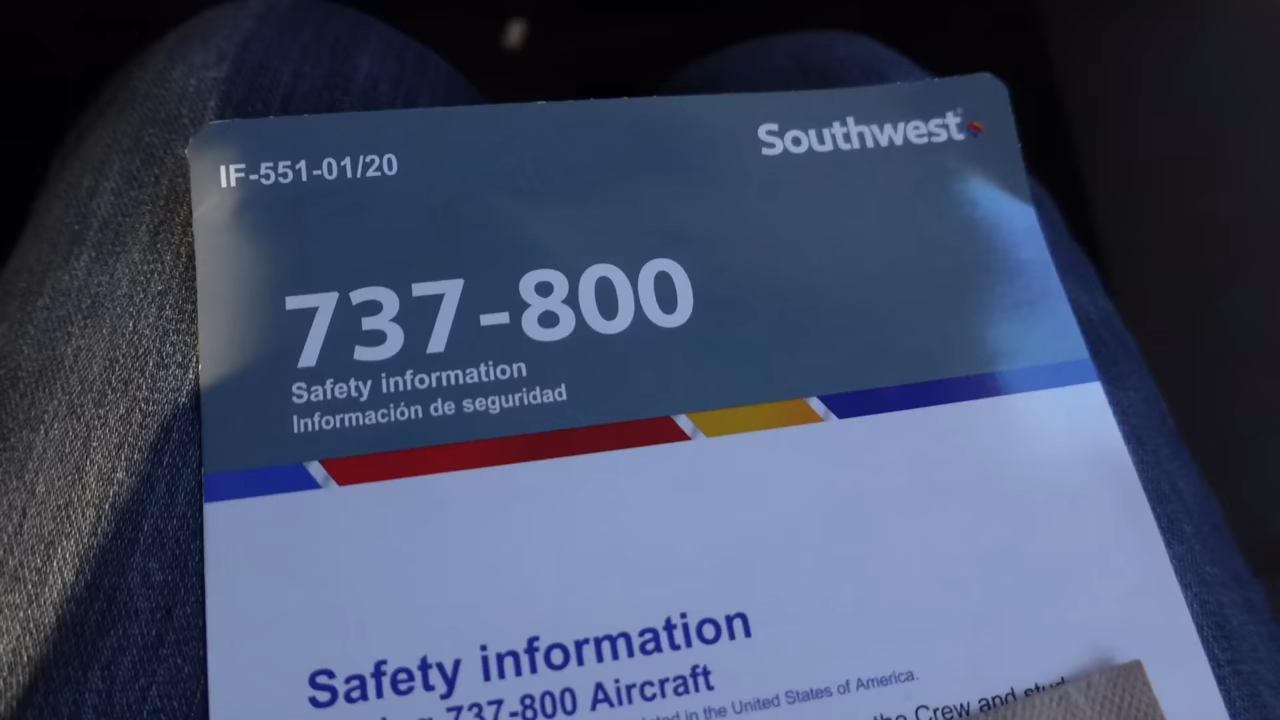 IF-551-01/20
Southwest®
737-800
Safety information
Información de seguridad
Safety information
737-800 Aircraft
in the United States of America.
Crew and